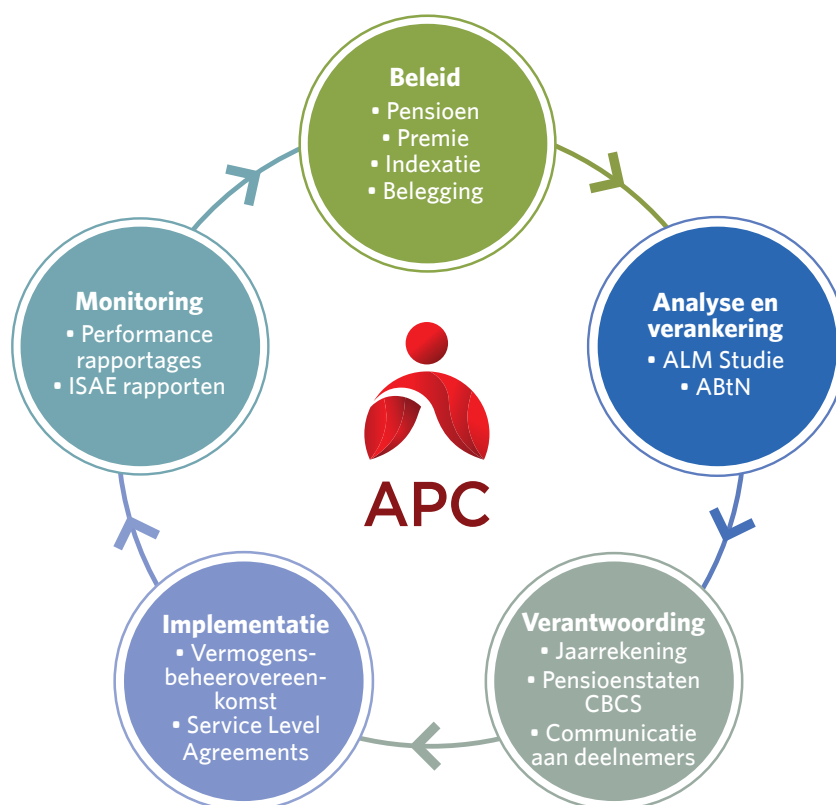 Beleid
▪ Pensioen
▪ Premie
▪ Indexatie
▪ Belegging
Analyse en
verankering
▪ ALM Studie
▪ ABtN
Verantwoording
▪ Jaarrekening
▪ Pensioenstaten
CBCS
▪ Communicatie
aan deelnemers
Implementatie
▪ Vermogens-
beheerovereen-
komst
▪ Service Level
Agreements
Monitoring
▪ Performance
rapportages
▪ ISAE rapporten
APC